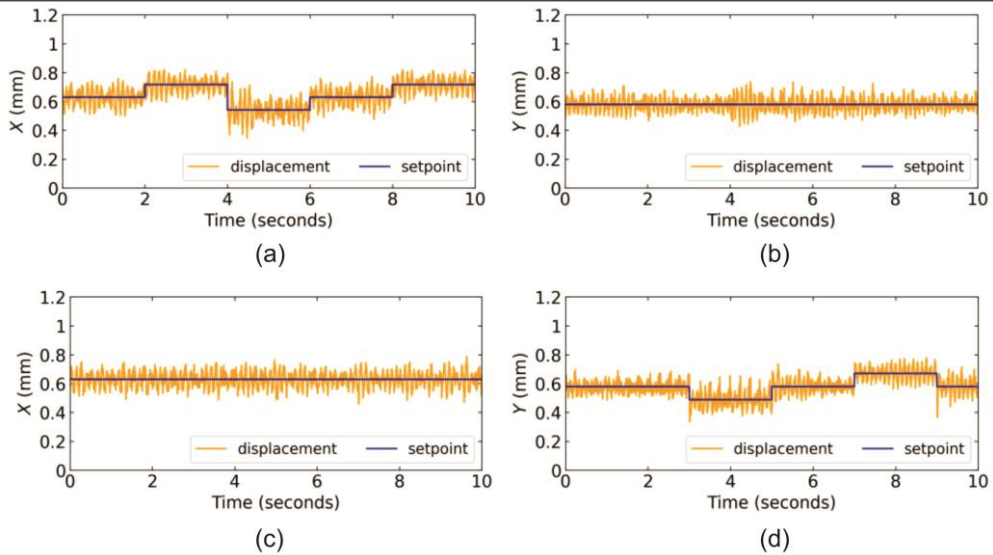 1.2
1
0.8
0.6
0.4
0.2
0
X (mm)
displacement setpoint
0 2 4 6 8 10
Time (seconds)
(a)
1.2
1
0.8
0.6
0.4
0.2
0
Y (mm)
displacement setpoint
0 2 4 6 8 10
Time (seconds)
(b)
1.2
1
0.8
0.6
0.4
0.2
0
X (mm)
displacement setpoint
0 2 4 6 8 10
Time (seconds)
(c)
1.2
1
0.8
0.6
0.4
0.2
0
Y (mm)
displacement setpoint
0 2 4 6 8 10
Time (seconds)
(d)